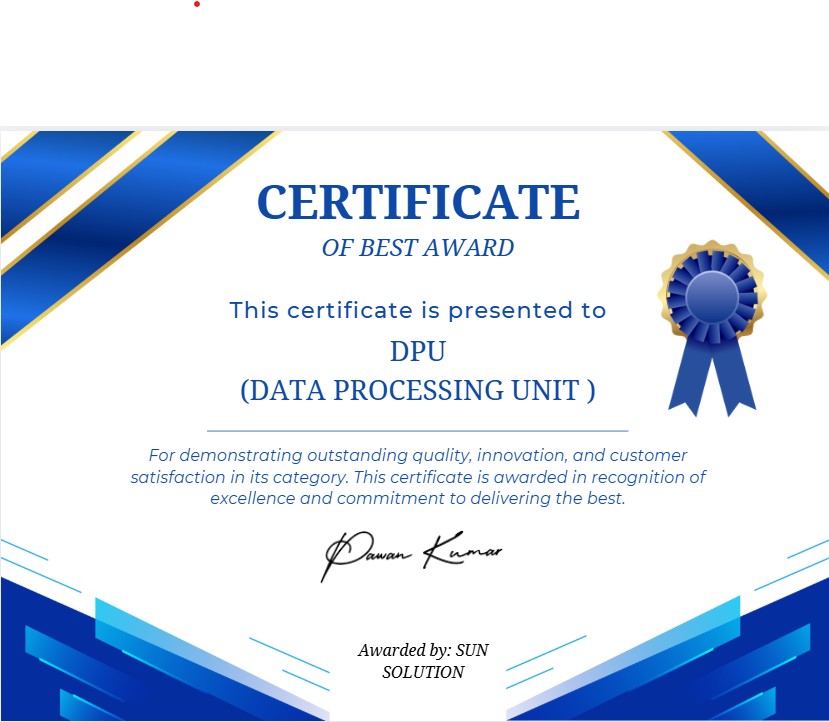 CERTIFICATE
OF BEST AWARD
This certificate is presented to
DPU
(DATA PROCESSING UNIT )
For demonstrating outstanding quality, innovation, and customer
satisfaction in its category. This certificate is awarded in recognition of
excellence and commitment to delivering the best.
Pawan Kumar
Awarded by: SUN
SOLUTION